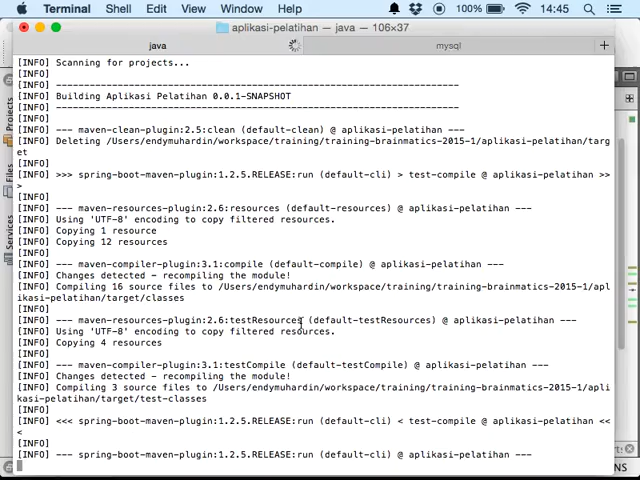 Terminal Shell Edit View Window Help 100% 14:45
aplikasi-pelatihan — java — 106×37
java mysql +
[INFO] Scanning for projects...
[INFO]
[INFO] ------------------------------------------------------------------------
[INFO] Building Aplikasi Pelatihan 0.0.1-SNAPSHOT
[INFO] ------------------------------------------------------------------------
[INFO]
[INFO] --- maven-clean-plugin:2.5:clean (default-clean) @ aplikasi-pelatihan ---
[INFO] Deleting /Users/endymuhardin/workspace/training/training-brainmatics-2015-1/aplikasi-pelatihan/targ
et
[INFO]
[INFO] >>> spring-boot-maven-plugin:1.2.5.RELEASE:run (default-cli) > test-compile @ aplikasi-pelatihan >>
>
[INFO]
[INFO] --- maven-resources-plugin:2.6:resources (default-resources) @ aplikasi-pelatihan ---
[INFO] Using 'UTF-8' encoding to copy filtered resources.
[INFO] Copying 1 resource
[INFO] Copying 12 resources
[INFO]
[INFO] --- maven-compiler-plugin:3.1:compile (default-compile) @ aplikasi-pelatihan ---
[INFO] Changes detected - recompiling the module!
[INFO] Compiling 16 source files to /Users/endymuhardin/workspace/training/training-brainmatics-2015-1/apl
ikasi-pelatihan/target/classes
[INFO]
[INFO] --- maven-resources-plugin:2.6:testResources (default-testResources) @ aplikasi-pelatihan ---
[INFO] Using 'UTF-8' encoding to copy filtered resources.
[INFO] Copying 4 resources
[INFO]
[INFO] --- maven-compiler-plugin:3.1:testCompile (default-testCompile) @ aplikasi-pelatihan ---
[INFO] Changes detected - recompiling the module!
[INFO] Compiling 3 source files to /Users/endymuhardin/workspace/training/training-brainmatics-2015-1/apli
kasi-pelatihan/target/test-classes
[INFO]
[INFO] <<< spring-boot-maven-plugin:1.2.5.RELEASE:run (default-cli) < test-compile @ aplikasi-pelatihan <<
<
[INFO]
[INFO] --- spring-boot-maven-plugin:1.2.5.RELEASE:run (default-cli) @ aplikasi-pelatihan ---
Projects
Files
Services
NS